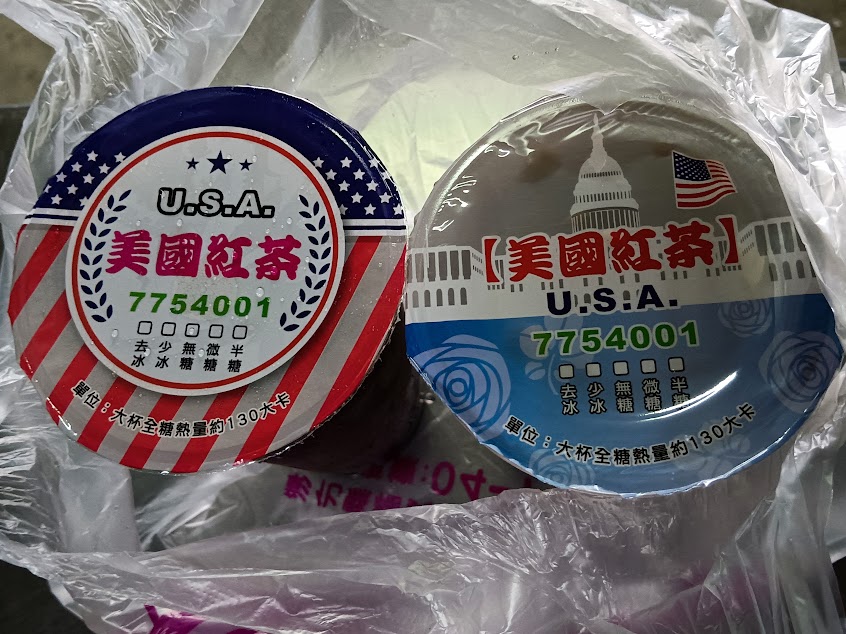 U.S.A.
美國紅茶
7754001
去冰 少冰 無糖 微糖 半糖
單位：大杯全糖熱量約130大卡
【美國紅茶】
U.S.A.
7754001
去冰 少冰 無糖 微糖 半糖
單位：大杯全糖熱量約130大卡